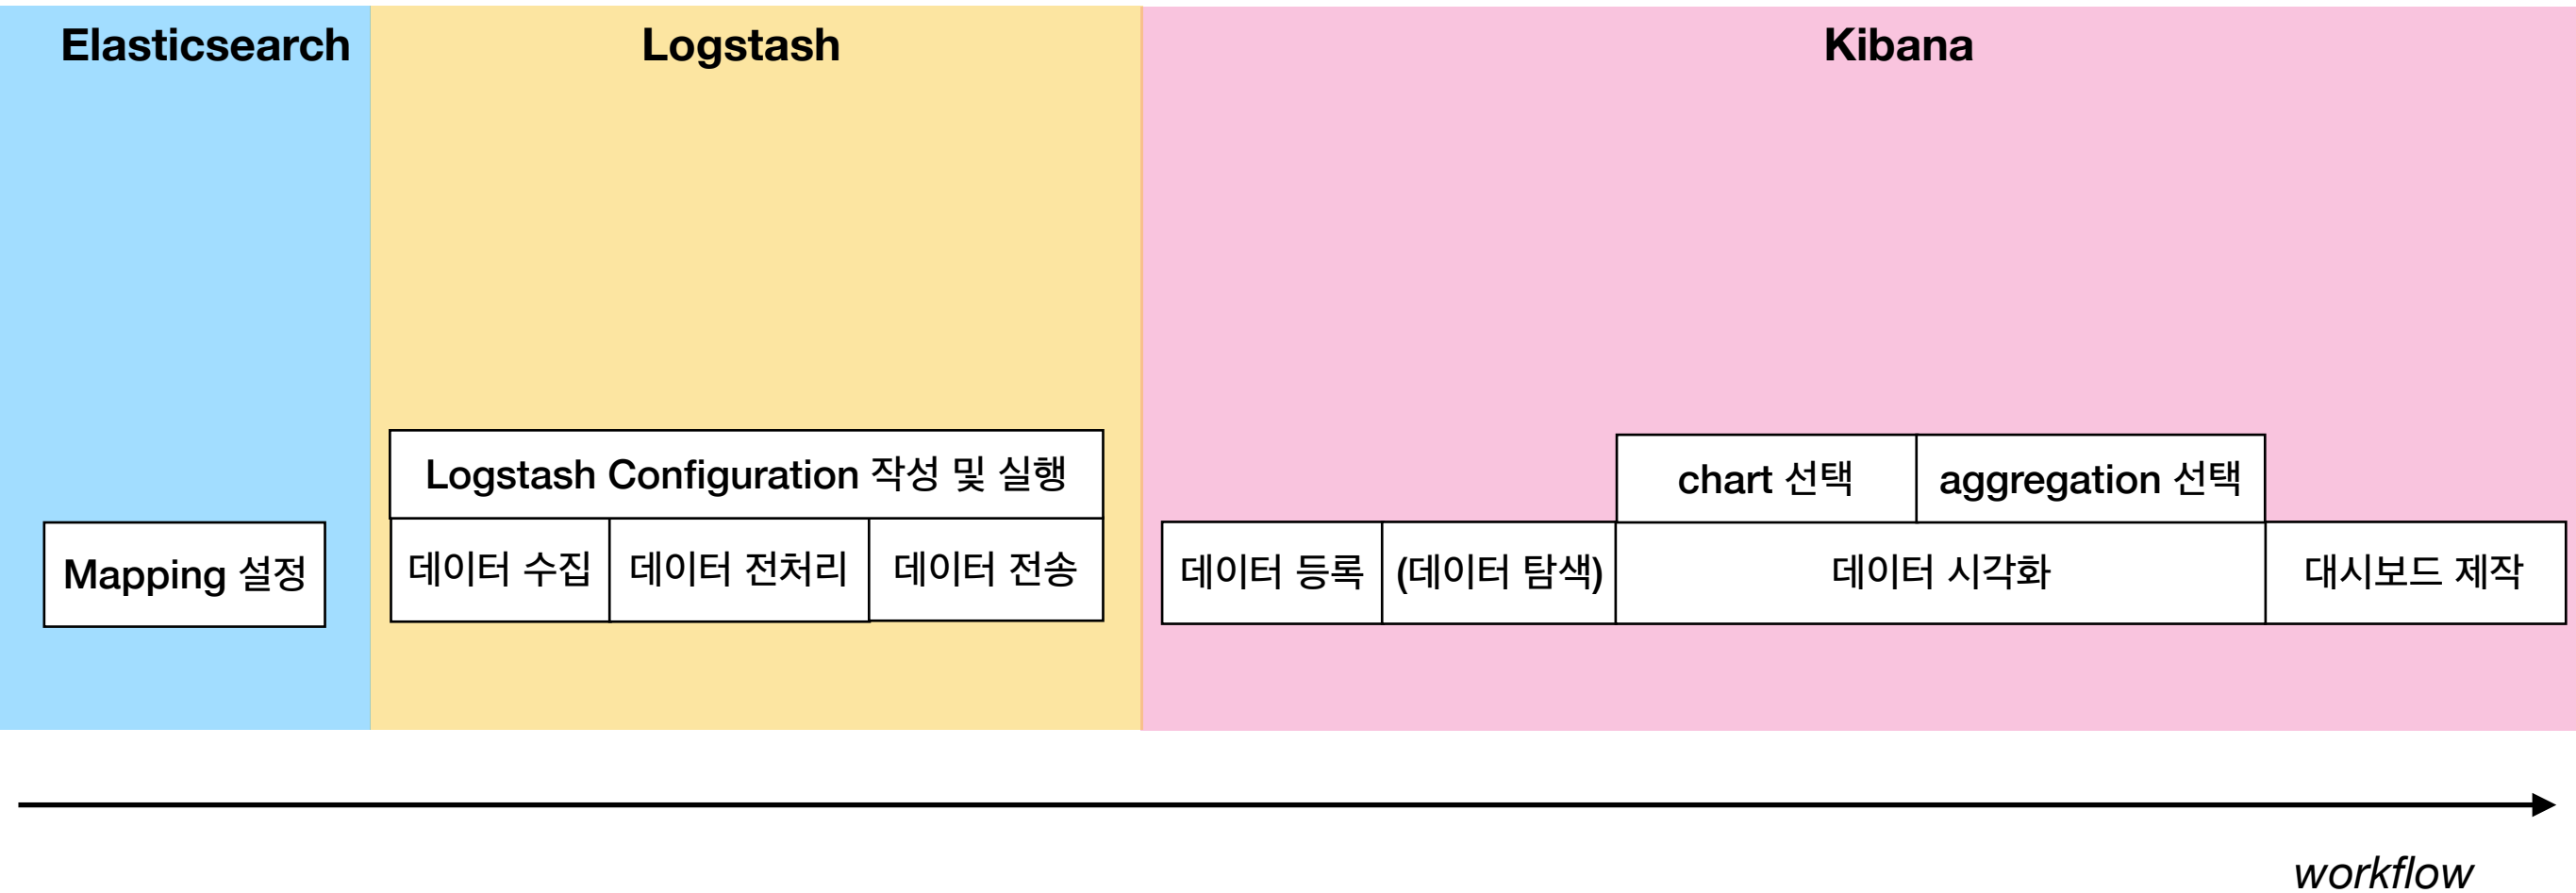 Elasticsearch
Logstash
Kibana
Logstash Configuration 작성 및 실행
chart 선택
aggregation 선택
Mapping 설정
데이터 수집
데이터 전처리
데이터 전송
데이터 등록
(데이터 탐색)
데이터 시각화
대시보드 제작
workflow